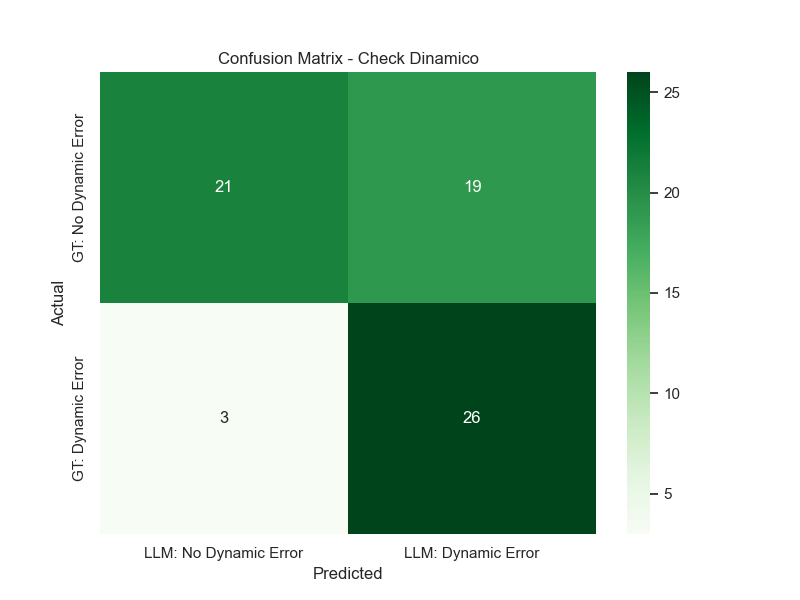 Confusion Matrix - Check Dinamico
Actual
GT: No Dynamic Error
GT: Dynamic Error
21
19
3
26
LLM: No Dynamic Error
LLM: Dynamic Error
Predicted
25
20
15
10
5